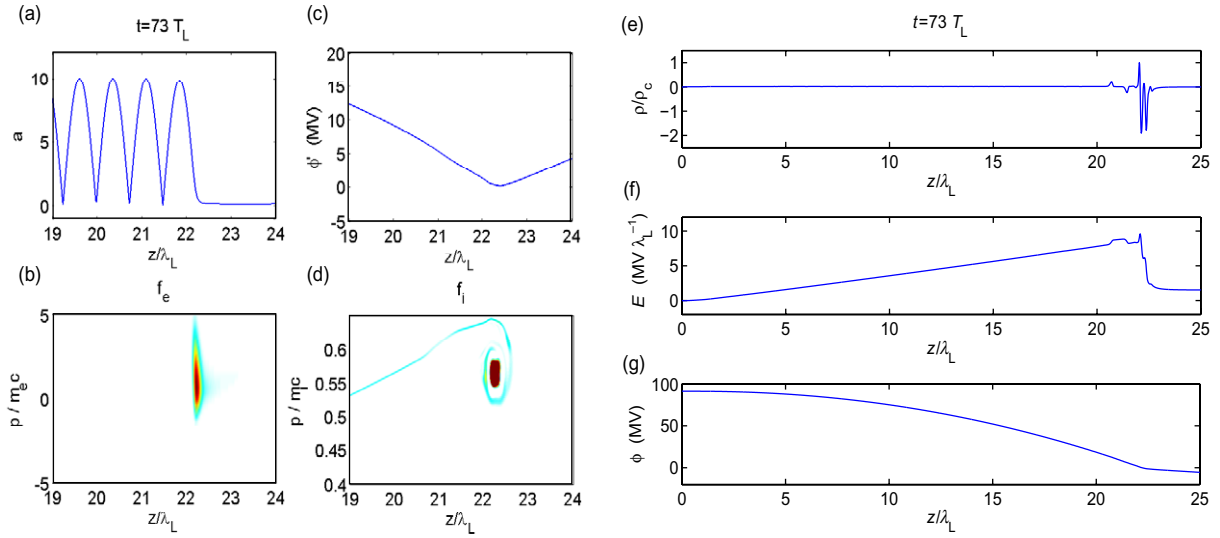 (a)
t=73 T_L
a
10
5
0
19 20 21 22 23 24
z/λ_L
(c)
ϕ' (MV)
20
15
10
5
0
-5
19 20 21 22 23 24
z/λ_L
(b)
f_e
p / m_e c
5
0
-5
19 20 21 22 23 24
z/λ_L
(d)
f_i
p / m_i c
0.6
0.55
0.5
0.45
0.4
19 20 21 22 23 24
z/λ_L
(e)
t=73 T_L
ρ/ρ_c
1
0
−1
−2
0 5 10 15 20 25
z/λ_L
(f)
E (MV λ_L^−1)
10
5
0
0 5 10 15 20 25
z/λ_L
(g)
ϕ (MV)
100
50
0
0 5 10 15 20 25
z/λ_L